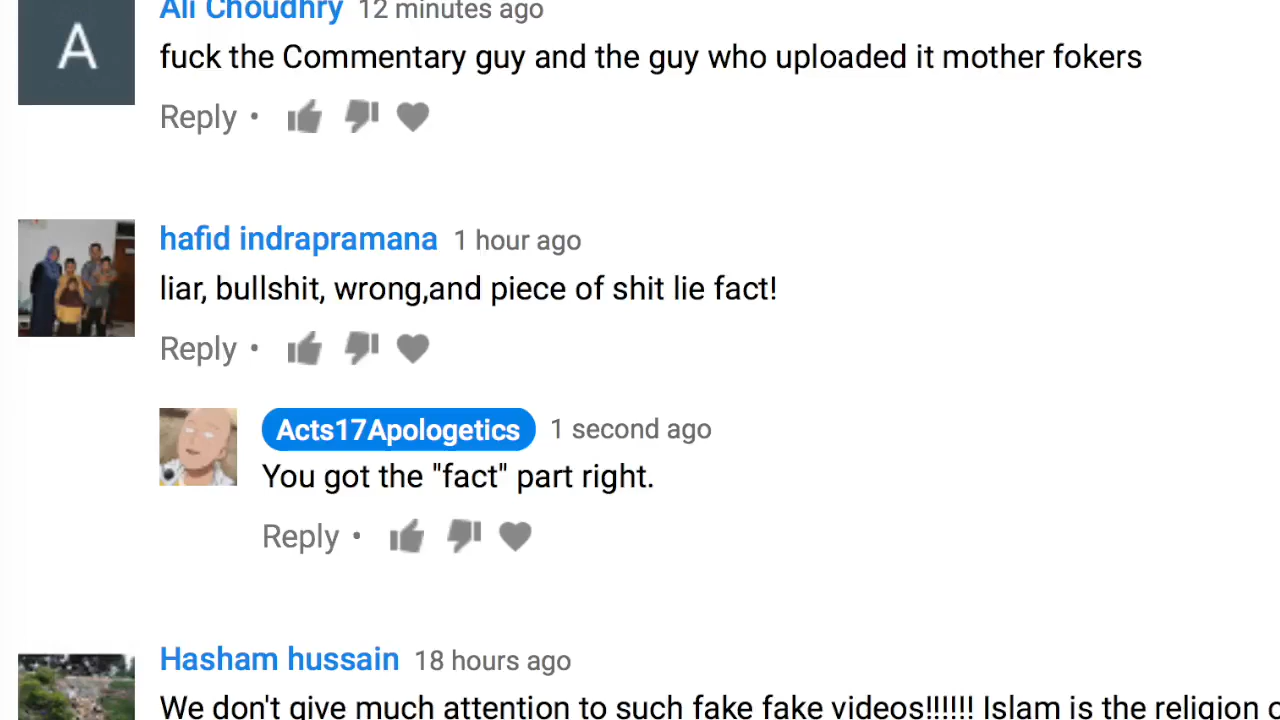 Ali Choudhry 12 minutes ago
fuck the Commentary guy and the guy who uploaded it mother fokers
Reply •
A
hafid indrapramana 1 hour ago
liar, bullshit, wrong,and piece of shit lie fact!
Reply •
Acts17Apologetics 1 second ago
You got the "fact" part right.
Reply •
Hasham hussain 18 hours ago
We don't give much attention to such fake fake videos!!!!!! Islam is the religion